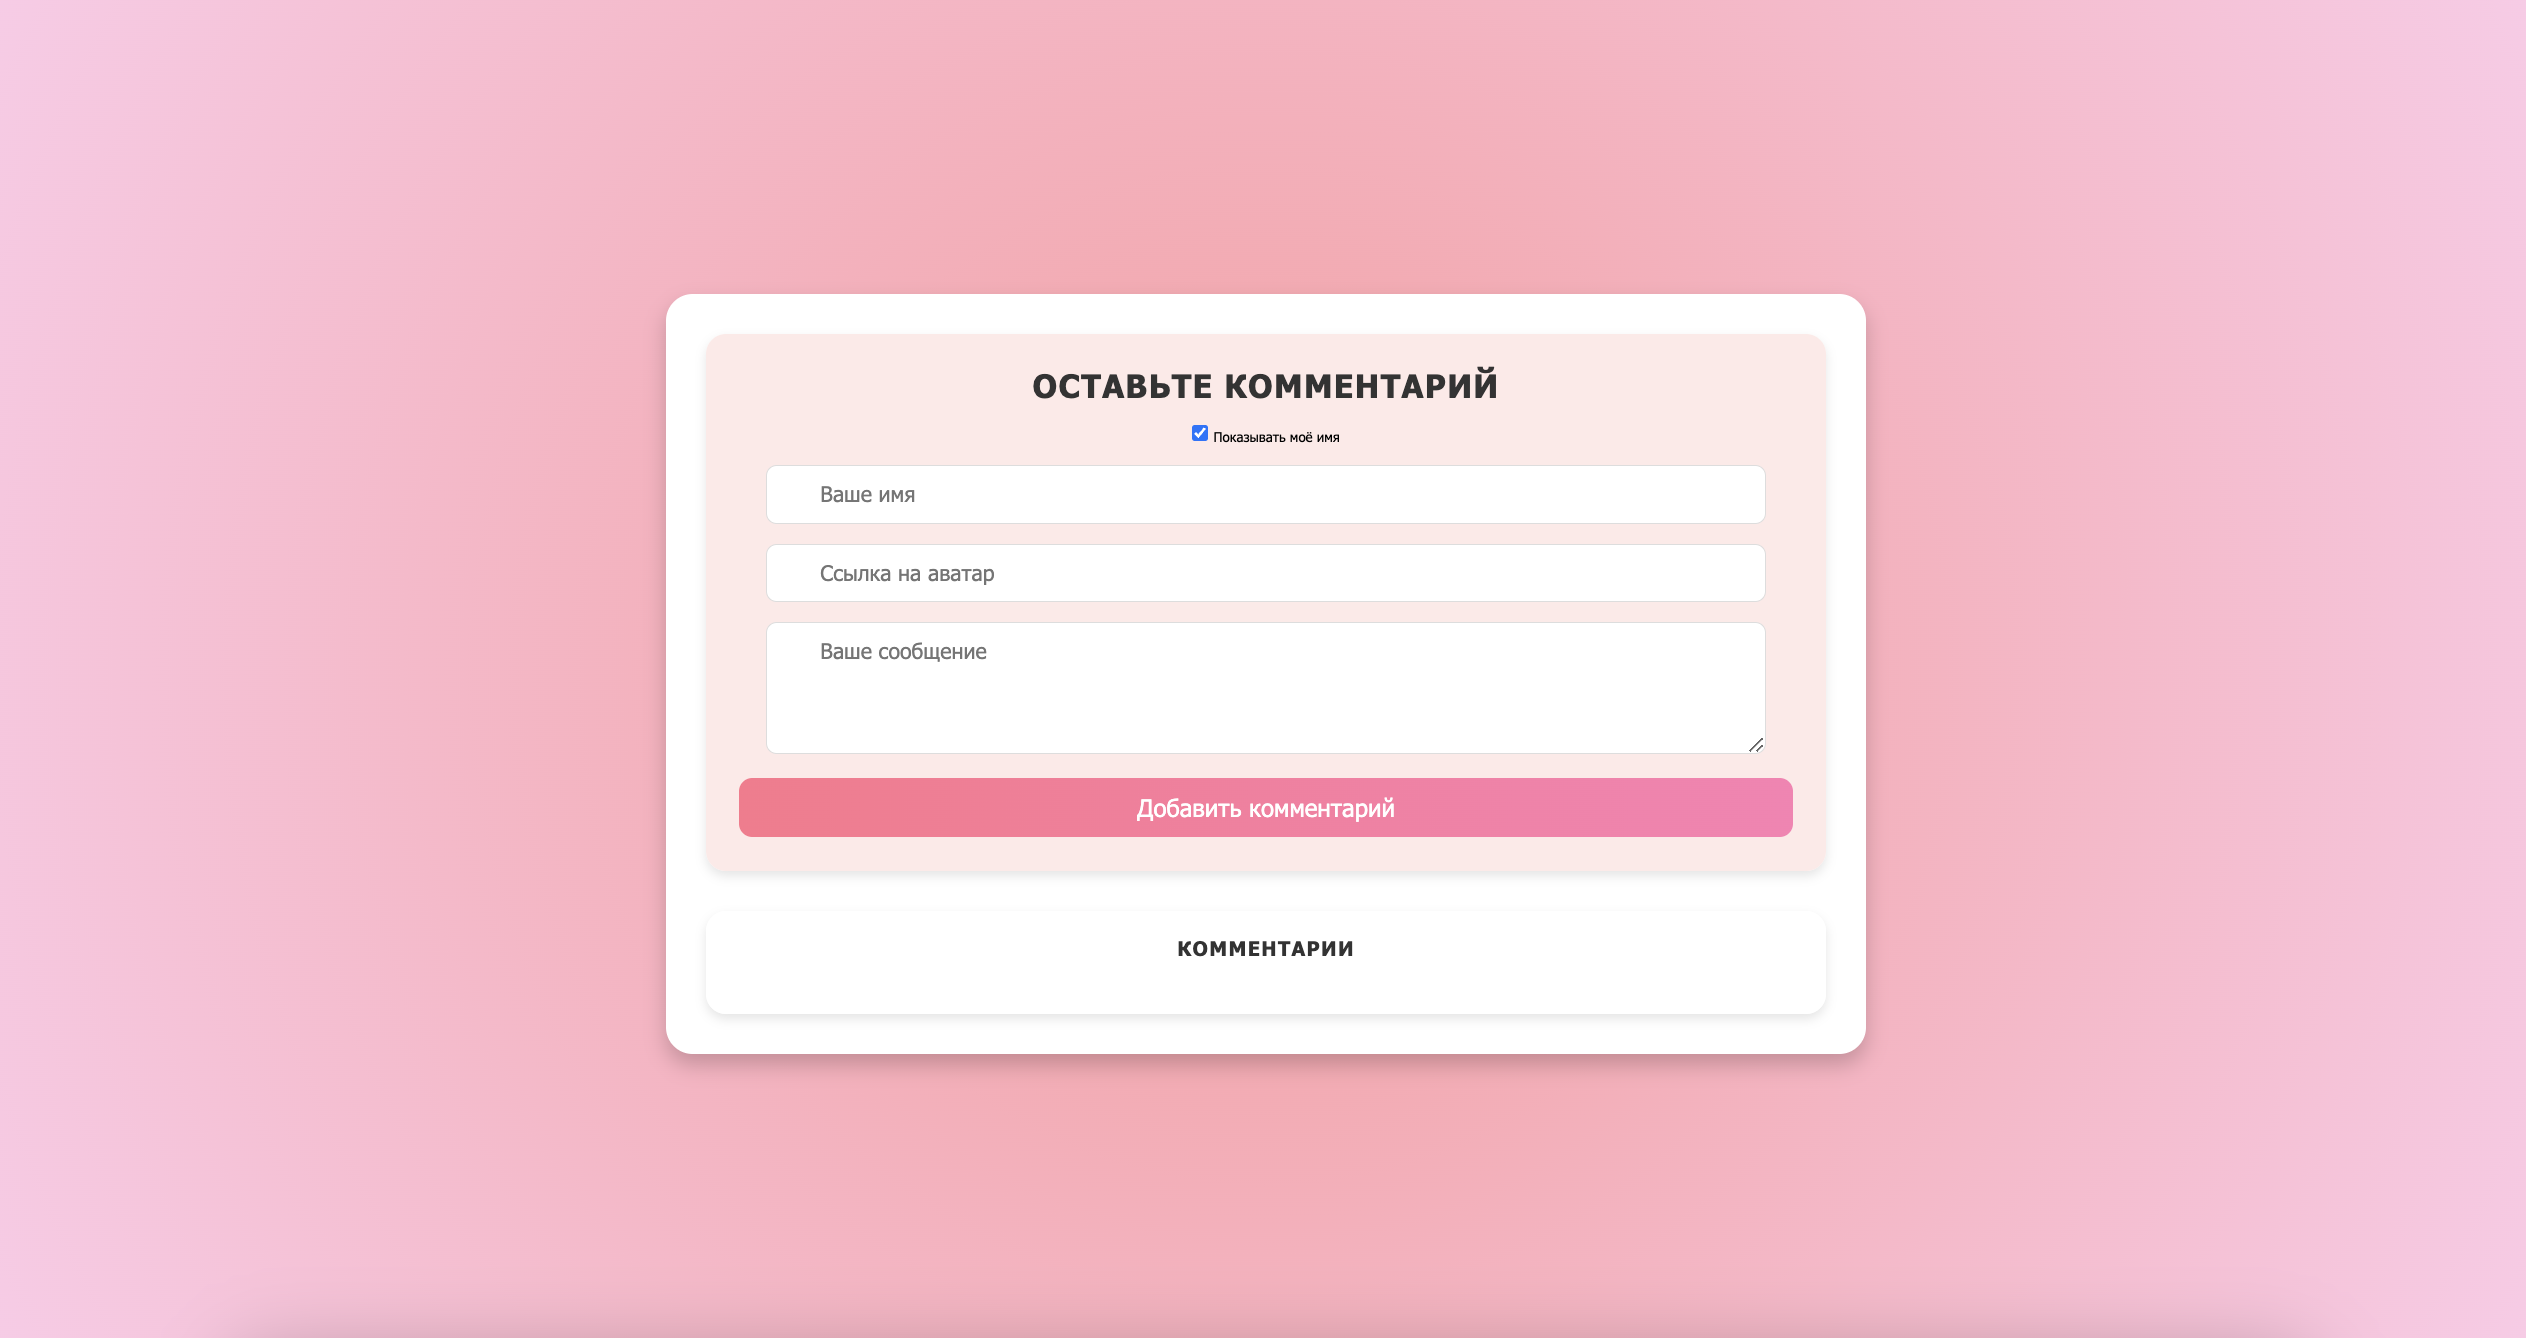 ОСТАВЬТЕ КОММЕНТАРИЙ
Показывать моё имя
Ваше имя
Ссылка на аватар
Ваше сообщение
Добавить комментарий
КОММЕНТАРИИ